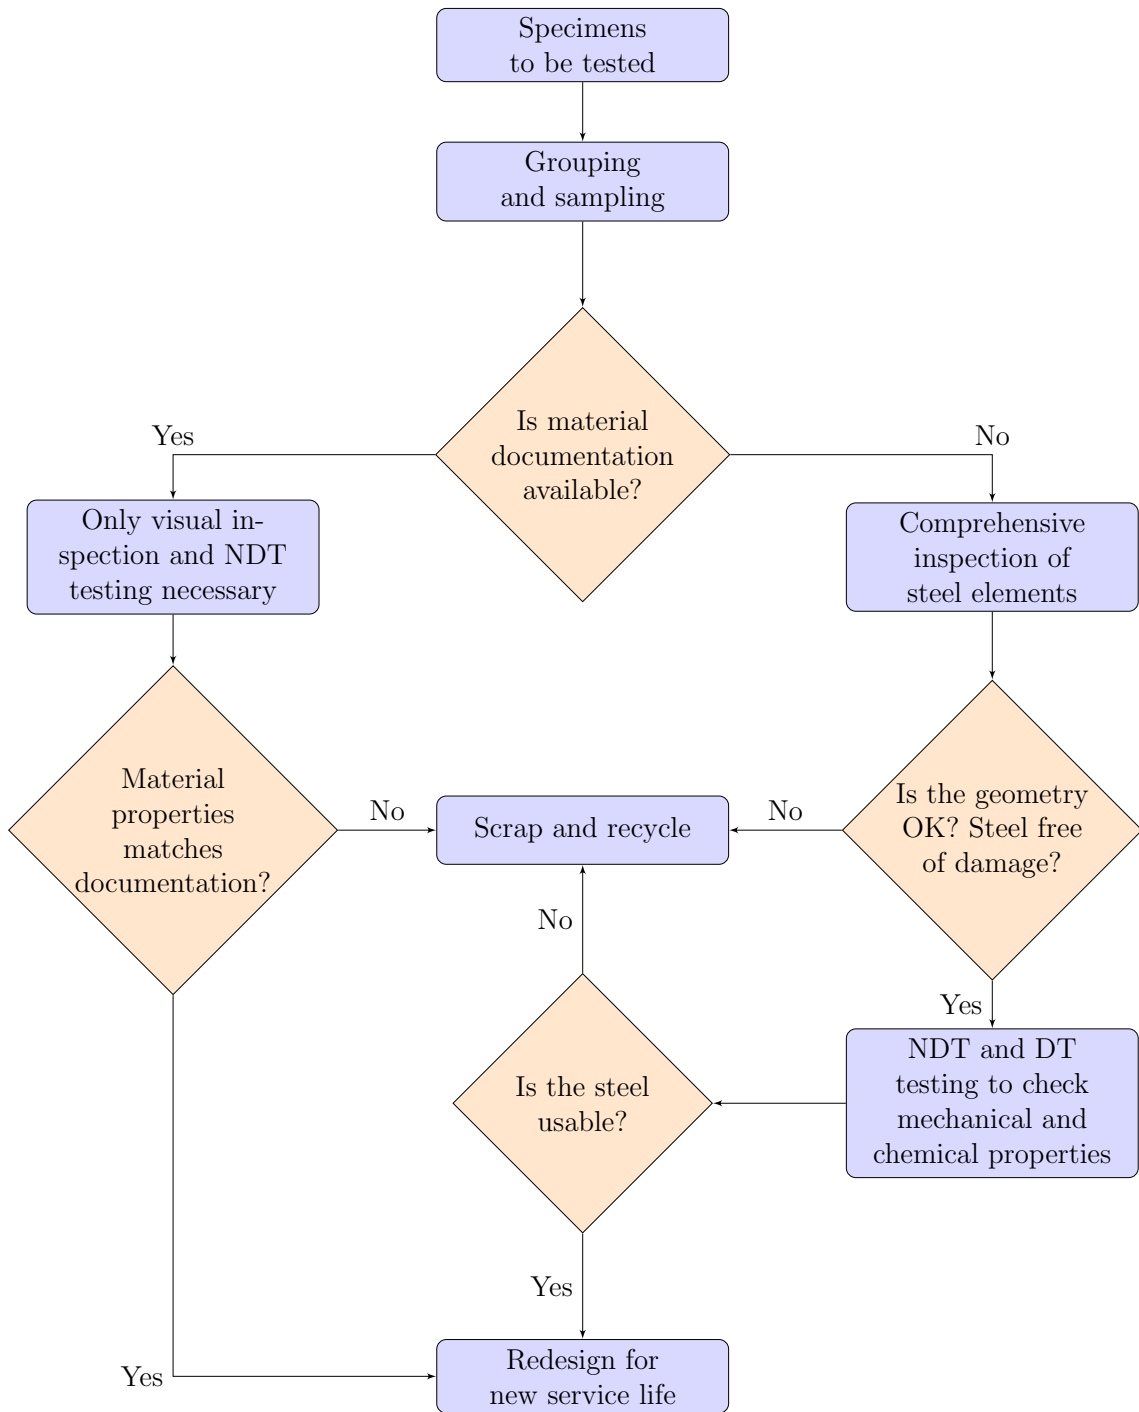 Specimens
to be tested
Grouping
and sampling
Is material
documentation
available?
Yes
No
Only visual in-
spection and NDT
testing necessary
Comprehensive
inspection of
steel elements
Material
properties
matches
documentation?
No
Scrap and recycle
No
Is the geometry
OK? Steel free
of damage?
No
Yes
Is the steel
usable?
NDT and DT
testing to check
mechanical and
chemical properties
Yes
Yes
Redesign for
new service life